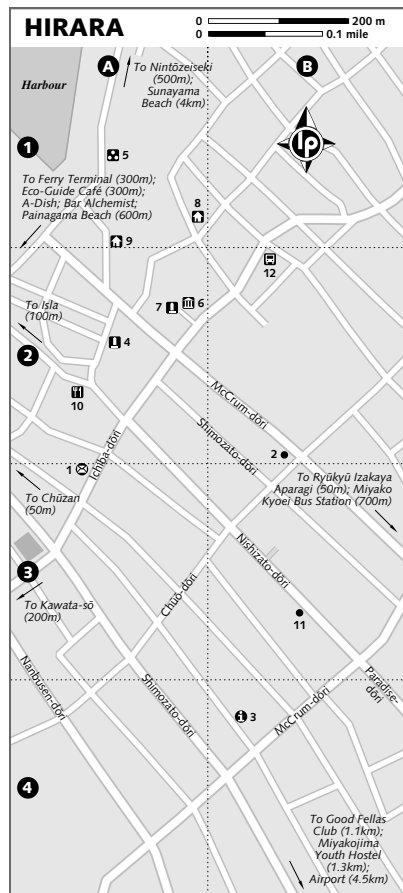 HIRARA
0 200 m
0 0.1 mile
A
B
Harbour
To Nintōzeiseki
(500m);
Sunayama
Beach (4km)
lp
1
5
To Ferry Terminal (300m);
Eco-Guide Café (300m);
A-Dish; Bar Alchemist;
Painagama Beach (600m)
8
9
12
To Isla
(100m)
7
6
4
2
10
McCrum-dōri
Shimozato-dōri
Ichiba-dōri
2
1
To Ryūkyū Izakaya
Aparagi (50m); Miyako
Kyoei Bus Station (700m)
To Chūzan
(50m)
Nishizato-dōri
3
Chūō-dōri
To Kawata-sō
(200m)
11
Nanbusen-dōri
Shimozato-dōri
Paradise-
dōri
3
McCrum-dōri
4
To Good Fellas
Club (1.1km);
Miyakojima
Youth Hostel
(1.3km);
Airport (4.5km)